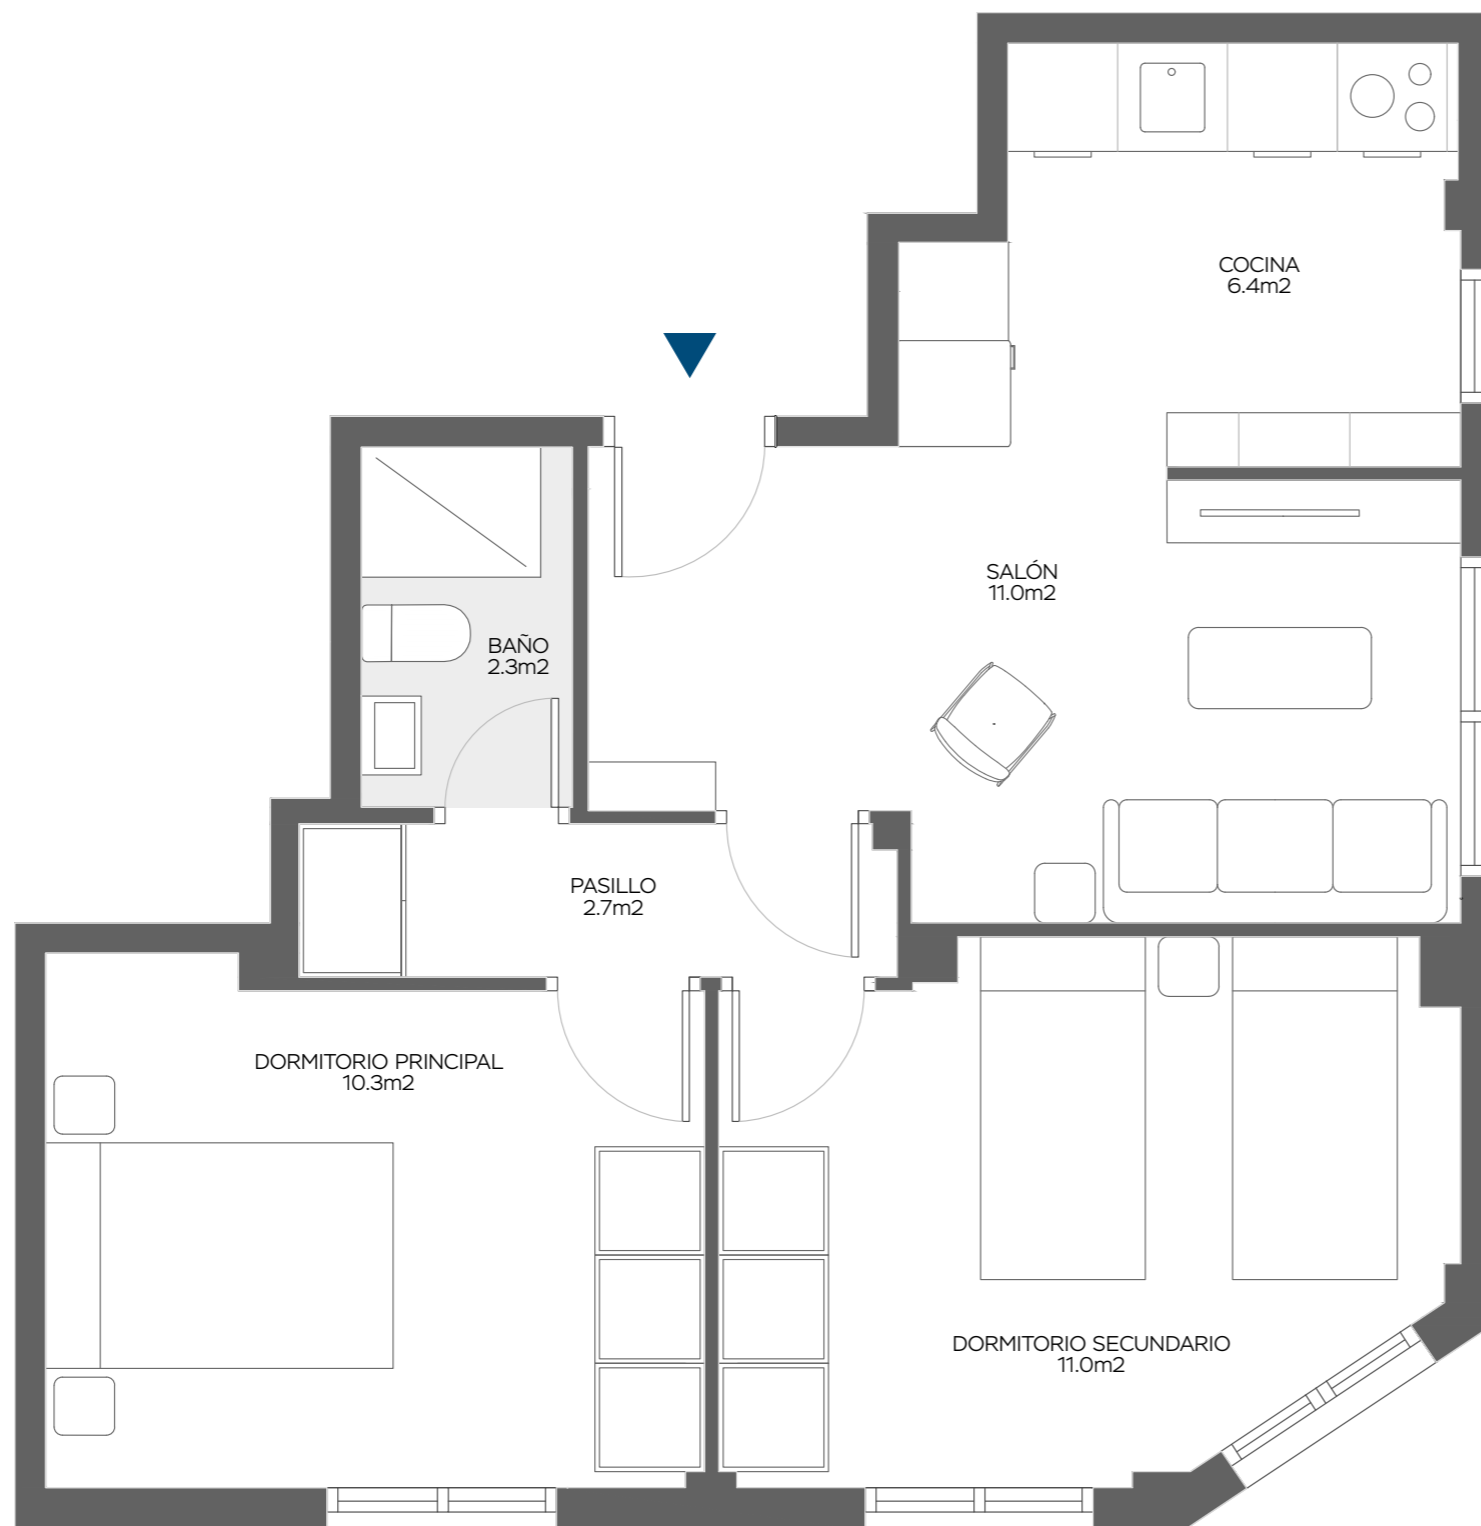 COCINA
6.4m2
SALÓN
11.0m2
BAÑO
2.3m2
PASILLO
2.7m2
DORMITORIO PRINCIPAL
10.3m2
DORMITORIO SECUNDARIO
11.0m2